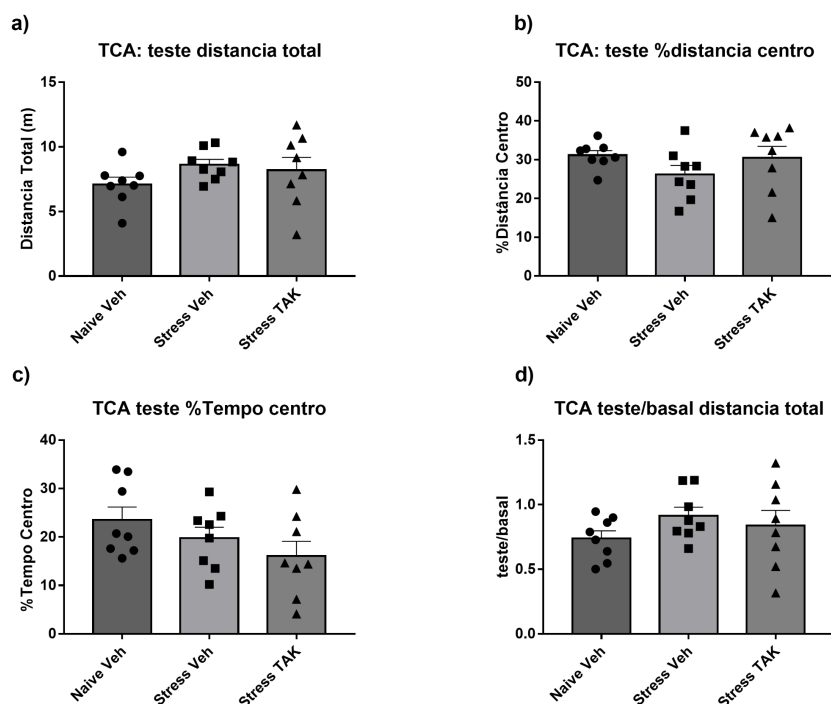 a)
TCA: teste distancia total
15
10
5
0
Distancia Total (m)
Naive Veh
Stress Veh
Stress TAK
b)
TCA: teste %distancia centro
50
40
30
20
10
0
%Distância Centro
Naive Veh
Stress Veh
Stress TAK
c)
TCA teste %Tempo centro
40
30
20
10
0
%Tempo Centro
Naive Veh
Stress Veh
Stress TAK
d)
TCA teste/basal distancia total
1.5
1.0
0.5
0.0
teste/basal
Naive Veh
Stress Veh
Stress TAK